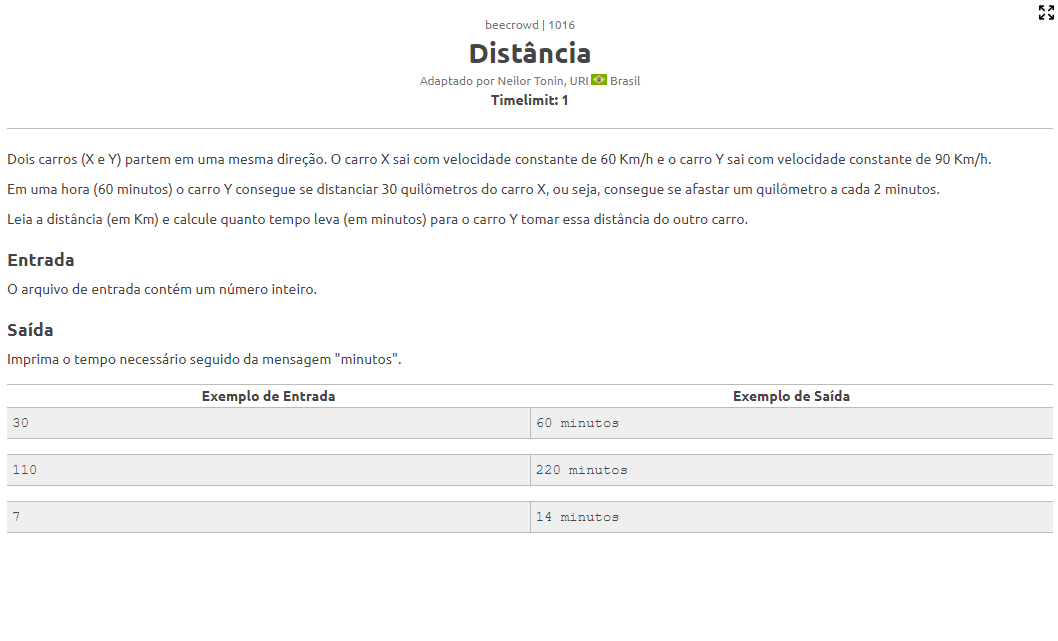 beecrowd | 1016
Distância
Adaptado por Neilor Tonin, URI Brasil
Timelimit: 1
Dois carros (X e Y) partem em uma mesma direção. O carro X sai com velocidade constante de 60 Km/h e o carro Y sai com velocidade constante de 90 Km/h.
Em uma hora (60 minutos) o carro Y consegue se distanciar 30 quilômetros do carro X, ou seja, consegue se afastar um quilômetro a cada 2 minutos.
Leia a distância (em Km) e calcule quanto tempo leva (em minutos) para o carro Y tomar essa distância do outro carro.
Entrada
O arquivo de entrada contém um número inteiro.
Saída
Imprima o tempo necessário seguido da mensagem "minutos".
Exemplo de Entrada Exemplo de Saída
30 60 minutos
110 220 minutos
7 14 minutos